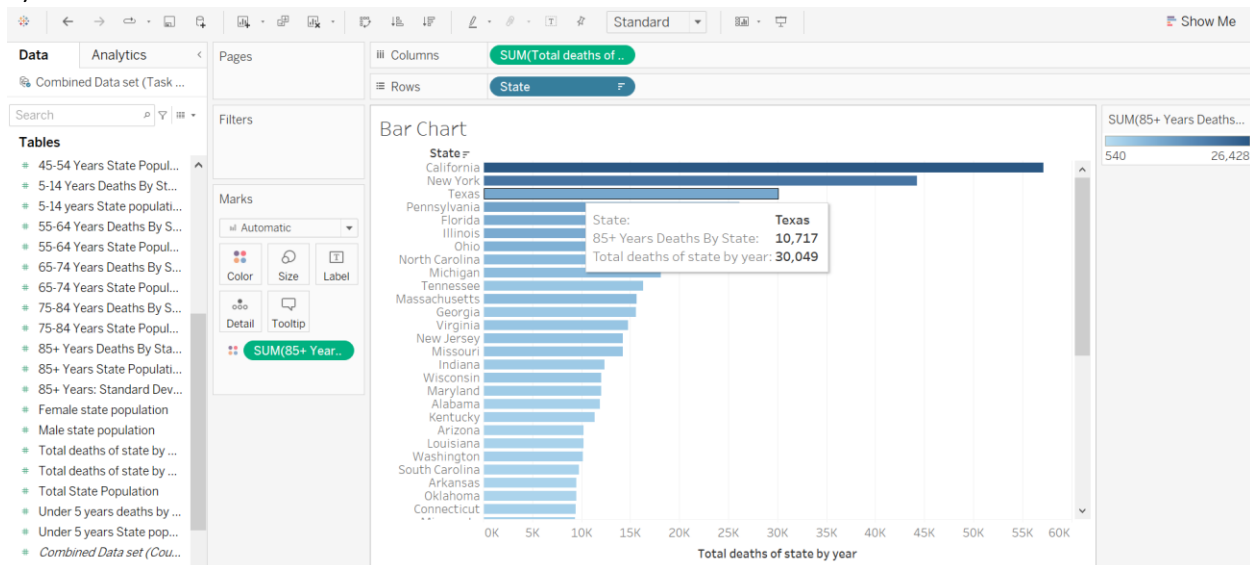 Standard
Show Me
Data
Analytics
Combined Data set (Task ...
Search
Tables
45-54 Years State Popul...
5-14 Years Deaths By St...
5-14 years State populati...
55-64 Years Deaths By S...
55-64 Years State Popul...
65-74 Years Deaths By S...
65-74 Years State Popul...
75-84 Years Deaths By S...
75-84 Years State Popul...
85+ Years Deaths By Sta...
85+ Years State Populati...
85+ Years: Standard Dev...
Female state population
Male state population
Total deaths of state by ...
Total deaths of state by ...
Total State Population
Under 5 years deaths by ...
Under 5 years State pop...
Combined Data set (Cou...
Pages
Filters
Marks
Automatic
Color
Size
Label
Detail
Tooltip
SUM(85+ Year..
Columns
SUM(Total deaths of ..
Rows
State
Bar Chart
State
California
New York
Texas
Pennsylvania
Florida
Illinois
Ohio
North Carolina
Michigan
Tennessee
Massachusetts
Georgia
Virginia
New Jersey
Missouri
Indiana
Wisconsin
Maryland
Alabama
Kentucky
Arizona
Louisiana
Washington
South Carolina
Arkansas
Oklahoma
Connecticut
State: Texas
85+ Years Deaths By State: 10,717
Total deaths of state by year: 30,049
0K 5K 10K 15K 20K 25K 30K 35K 40K 45K 50K 55K 60K
Total deaths of state by year
SUM(85+ Years Deaths...
540 26,428